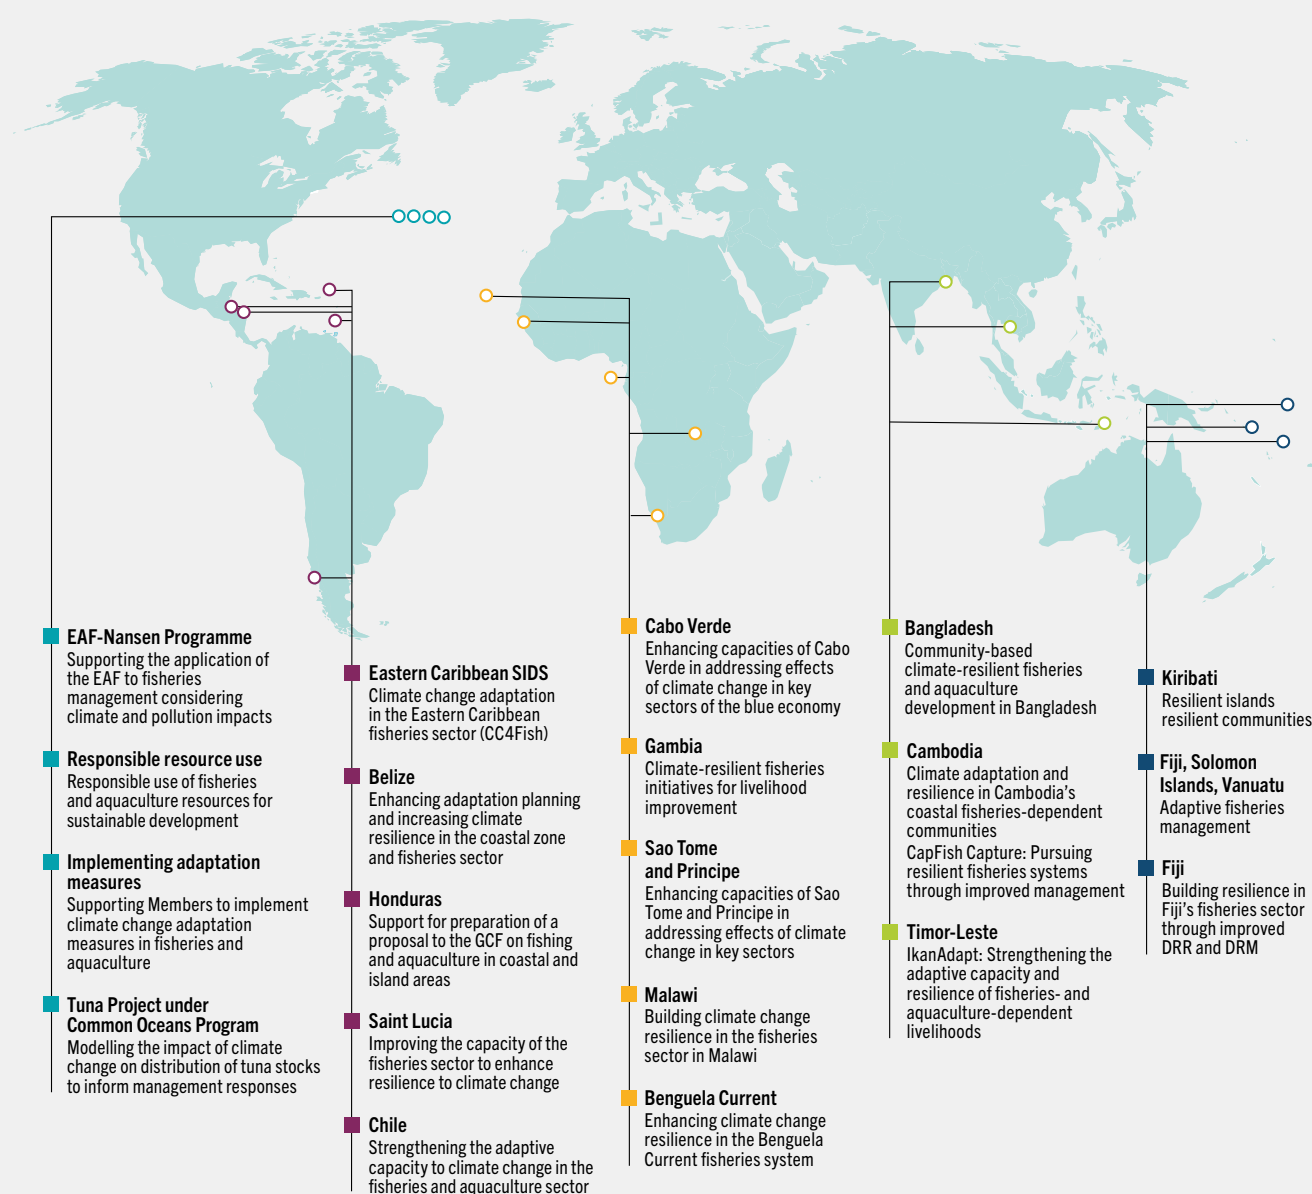 EAF-Nansen Programme
Supporting the application of
the EAF to fisheries
management considering
climate and pollution impacts
Responsible resource use
Responsible use of fisheries
and aquaculture resources for
sustainable development
Implementing adaptation
measures
Supporting Members to implement
climate change adaptation
measures in fisheries and
aquaculture
Tuna Project under
Common Oceans Program
Modelling the impact of climate
change on distribution of tuna stocks
to inform management responses
Eastern Caribbean SIDS
Climate change adaptation
in the Eastern Caribbean
fisheries sector (CC4Fish)
Belize
Enhancing adaptation planning
and increasing climate
resilience in the coastal zone
and fisheries sector
Honduras
Support for preparation of a
proposal to the GCF on fishing
and aquaculture in coastal and
island areas
Saint Lucia
Improving the capacity of the
fisheries sector to enhance
resilience to climate change
Chile
Strengthening the adaptive
capacity to climate change in the
fisheries and aquaculture sector
Cabo Verde
Enhancing capacities of Cabo
Verde in addressing effects
of climate change in key
sectors of the blue economy
Gambia
Climate-resilient fisheries
initiatives for livelihood
improvement
Sao Tome
and Principe
Enhancing capacities of Sao
Tome and Principe in
addressing effects of climate
change in key sectors
Malawi
Building climate change
resilience in the fisheries
sector in Malawi
Benguela Current
Enhancing climate change
resilience in the Benguela
Current fisheries system
Bangladesh
Community-based
climate-resilient fisheries
and aquaculture
development in Bangladesh
Cambodia
Climate adaptation and
resilience in Cambodia's
coastal fisheries-dependent
communities
CapFish Capture: Pursuing
resilient fisheries systems
through improved management
Timor-Leste
IkanAdapt: Strengthening the
adaptive capacity and
resilience of fisheries- and
aquaculture-dependent
livelihoods
Kiribati
Resilient islands
resilient communities
Fiji, Solomon
Islands, Vanuatu
Adaptive fisheries
management
Fiji
Building resilience in
Fiji's fisheries sector
through improved
DRR and DRM